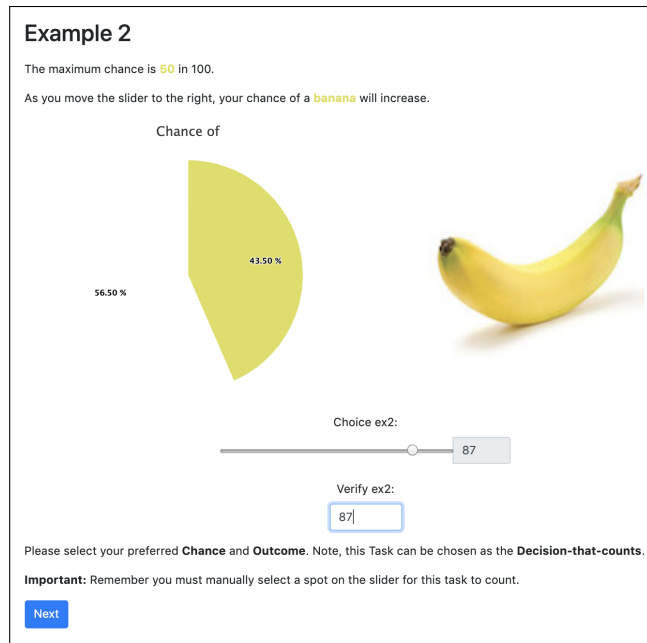 Example 2
The maximum chance is 50 in 100.
As you move the slider to the right, your chance of a banana will increase.
Chance of
43.50 %
56.50 %
Choice ex2:
87
Verify ex2:
87
Please select your preferred Chance and Outcome. Note, this Task can be chosen as the Decision-that-counts.
Important: Remember you must manually select a spot on the slider for this task to count.
Next